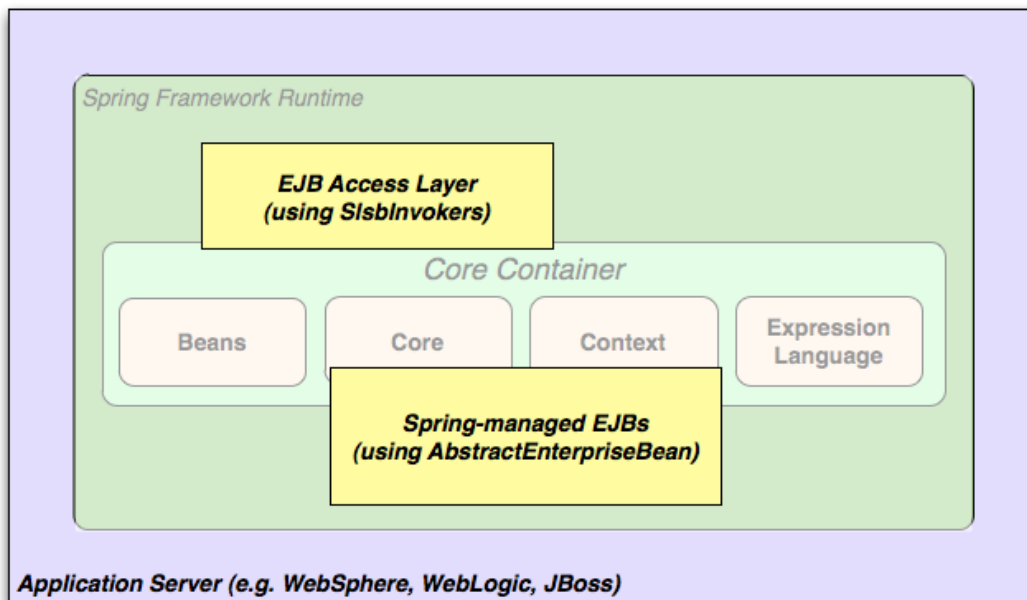 Spring Framework Runtime
EJB Access Layer
(using SlsbInvokers)
Core Container
Beans
Core
Context
Expression
Language
Spring-managed EJBs
(using AbstractEnterpriseBean)
Application Server (e.g. WebSphere, WebLogic, JBoss)